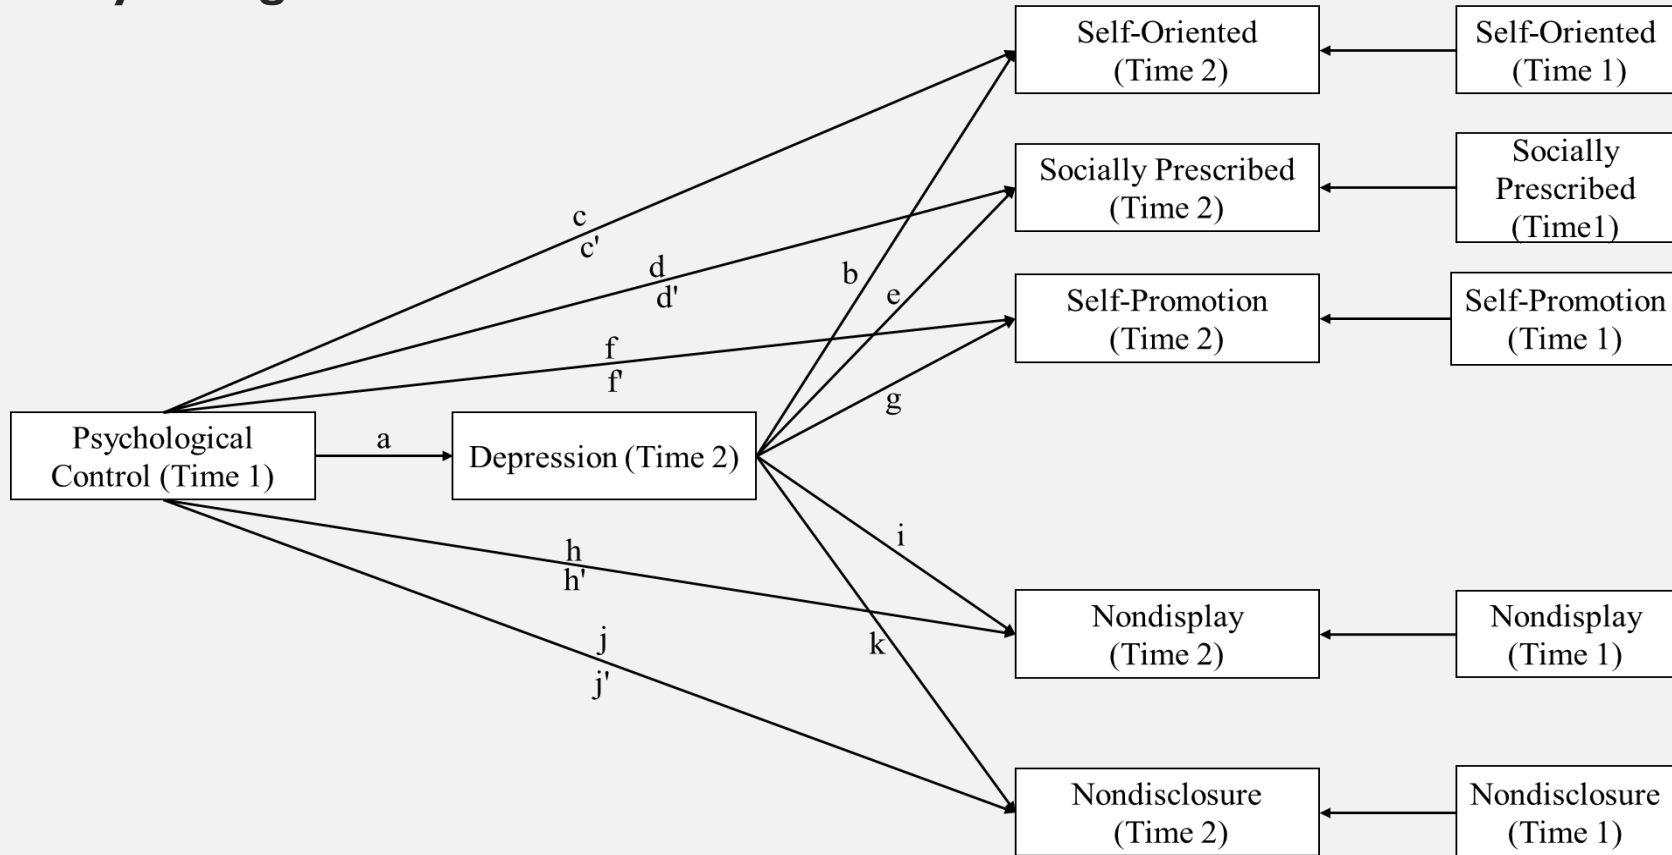 Self-Oriented
(Time 2)
Self-Oriented
(Time 1)
Socially Prescribed
(Time 2)
Socially
Prescribed
(Time1)
c
c'
d
d'
b
e
Self-Promotion
(Time 2)
Self-Promotion
(Time 1)
f
f'
g
Psychological
Control (Time 1)
a
Depression (Time 2)
h
h'
i
j
j'
k
Nondisplay
(Time 2)
Nondisplay
(Time 1)
Nondisclosure
(Time 2)
Nondisclosure
(Time 1)